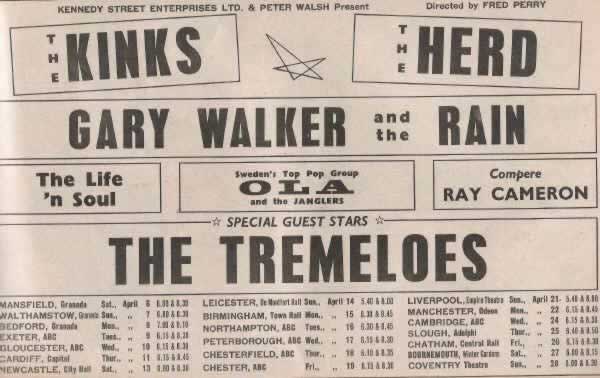 KENNEDY STREET ENTERPRISES LTD. & PETER WALSH Present
Directed by FRED PERRY
THE KINKS
THE HERD
GARY WALKER and the RAIN
The Life
'n Soul
Sweden's Top Pop Group
OLA
and the JANGLERS
Compere
RAY CAMERON
☆ SPECIAL GUEST STARS ☆
THE TREMELOES
MANSFIELD, Granada Sat., April 6
WALTHAMSTOW, Granada Sun., ,, 7
BEDFORD, Granada Mon., ,, 8
EXETER, ABC Tues., ,, 9
GLOUCESTER, ABC Wed., ,, 10
CARDIFF, Capitol Thur., ,, 11
NEWCASTLE, City Hall Sat., ,, 13
LEICESTER, De Montfort Hall Sun., April 14 5.40 & 8.00
BIRMINGHAM, Town Hall Mon., ,, 15
NORTHAMPTON, ABC Tues., ,, 16
PETERBOROUGH, ABC Wed., ,, 17
CHESTERFIELD, ABC Thur., ,, 18
CHESTER, ABC Fri., ,, 19
LIVERPOOL, Empire Theatre Sun., April 21
MANCHESTER, Odeon Mon., ,, 22
CAMBRIDGE, ABC Wed., ,, 24
SLOUGH, Adelphi Thur., ,, 25
CHATHAM, Central Hall Fri., ,, 26
BOURNEMOUTH, Winter Gardens Sat., ,, 27
COVENTRY Theatre Sun., ,, 28